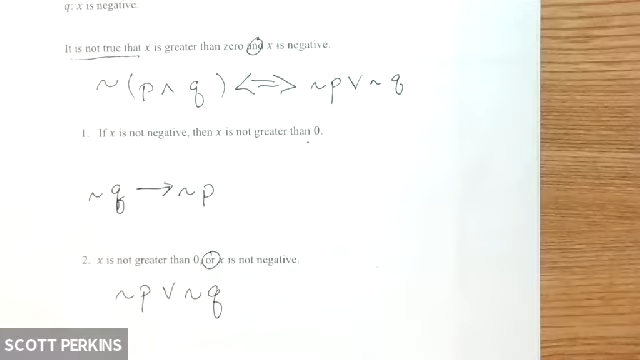 q: x is negative.
It is not true that x is greater than zero and x is negative.
~(p ∧ q) <=> ~p ∨ ~q
1. If x is not negative, then x is not greater than 0.
~q → ~p
2. x is not greater than 0, or x is not negative.
~p ∨ ~q
SCOTT PERKINS